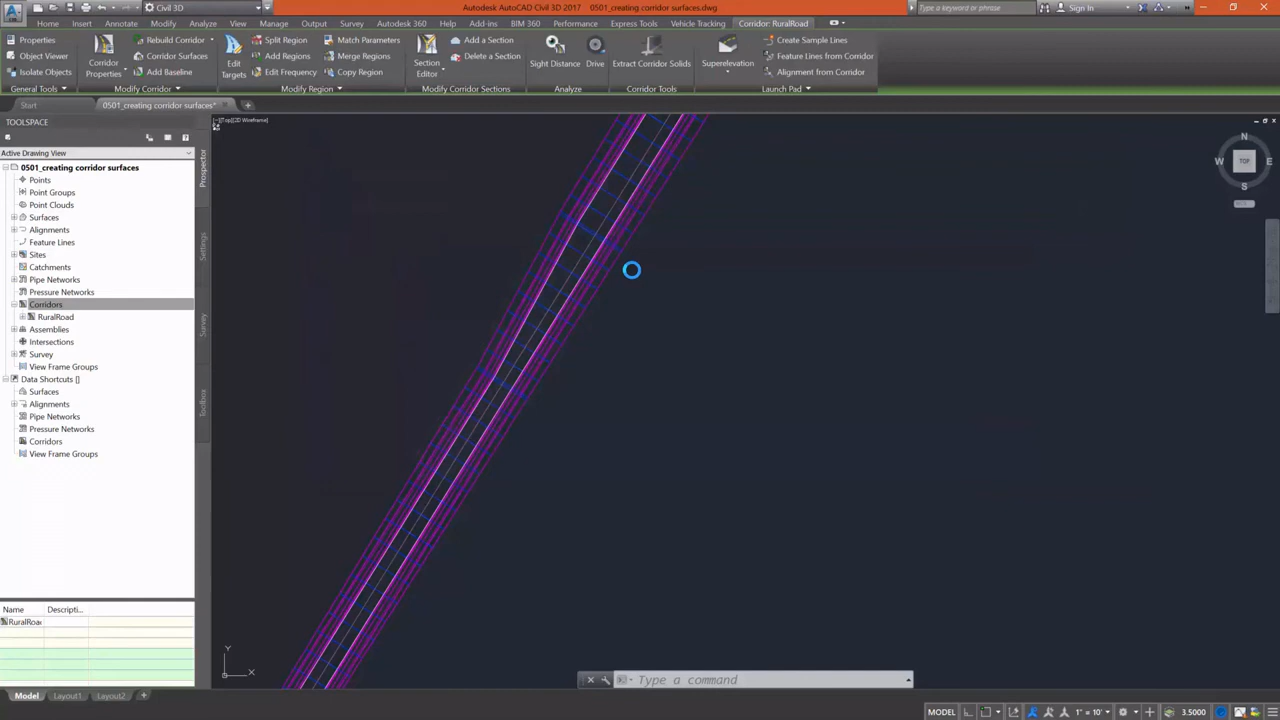 Civil 3D
Autodesk AutoCAD Civil 3D 2017 0501_creating corridor surfaces.dwg
Type a keyword or phrase
Sign In
Home Insert Annotate Modify Analyze View Manage Output Survey Autodesk 360 Help Add-ins BIM 360 Performance Express Tools Vehicle Tracking Corridor: RuralRoad
Properties
Object Viewer
Isolate Objects
General Tools
Corridor
Properties
Rebuild Corridor
Corridor Surfaces
Add Baseline
Modify Corridor
Edit
Targets
Split Region
Add Regions
Edit Frequency
Match Parameters
Merge Regions
Copy Region
Modify Region
Section
Editor
Add a Section
Delete a Section
Modify Corridor Sections
Sight Distance
Drive
Analyze
Extract Corridor Solids
Corridor Tools
Superelevation
Create Sample Lines
Feature Lines from Corridor
Alignment from Corridor
Launch Pad
Start
0501_creating corridor surfaces*
TOOLSPACE
Active Drawing View
0501_creating corridor surfaces
Points
Point Groups
Point Clouds
Surfaces
Alignments
Feature Lines
Sites
Catchments
Pipe Networks
Pressure Networks
Corridors
RuralRoad
Assemblies
Intersections
Survey
View Frame Groups
Data Shortcuts []
Surfaces
Alignments
Pipe Networks
Pressure Networks
Corridors
View Frame Groups
Prospector
Settings
Survey
Toolbox
Name Descripti...
RuralRoa
[−][Top][2D Wireframe]
N
W TOP E
S
Y
X
Type a command
Model Layout1 Layout2
MODEL 1" = 10' 3.5000